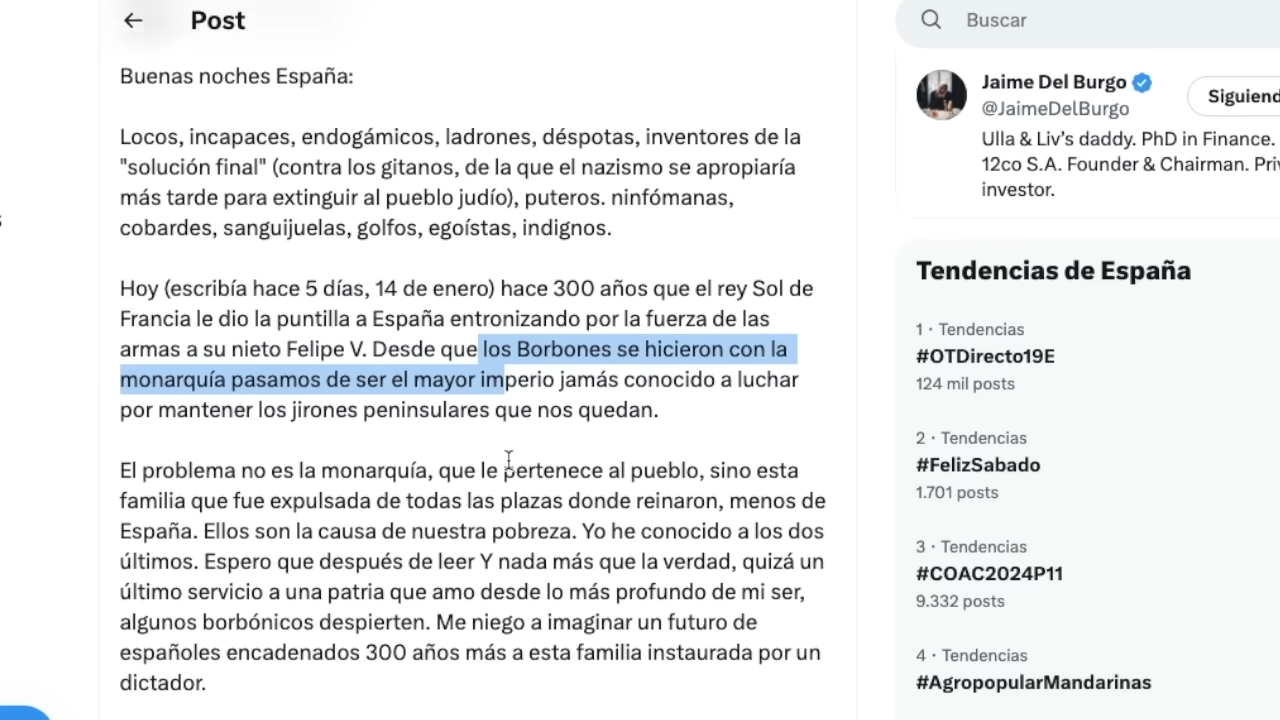 Post
Buenas noches España:
Locos, incapaces, endogámicos, ladrones, déspotas, inventores de la
"solución final" (contra los gitanos, de la que el nazismo se apropiaría
más tarde para extinguir al pueblo judío), puteros. ninfómanas,
cobardes, sanguijuelas, golfos, egoístas, indignos.
Hoy (escribía hace 5 días, 14 de enero) hace 300 años que el rey Sol de
Francia le dio la puntilla a España entronizando por la fuerza de las
armas a su nieto Felipe V. Desde que los Borbones se hicieron con la
monarquía pasamos de ser el mayor imperio jamás conocido a luchar
por mantener los jirones peninsulares que nos quedan.
El problema no es la monarquía, que le pertenece al pueblo, sino esta
familia que fue expulsada de todas las plazas donde reinaron, menos de
España. Ellos son la causa de nuestra pobreza. Yo he conocido a los dos
últimos. Espero que después de leer Y nada más que la verdad, quizá un
último servicio a una patria que amo desde lo más profundo de mi ser,
algunos borbónicos despierten. Me niego a imaginar un futuro de
españoles encadenados 300 años más a esta familia instaurada por un
dictador.
Buscar
Jaime Del Burgo
@JaimeDelBurgo
Siguiend
Ulla & Liv’s daddy. PhD in Finance.
12co S.A. Founder & Chairman. Pri
investor.
Tendencias de España
1 · Tendencias
#OTDirecto19E
124 mil posts
2 · Tendencias
#FelizSabado
1.701 posts
3 · Tendencias
#COAC2024P11
9.332 posts
4 · Tendencias
#AgropopularMandarinas